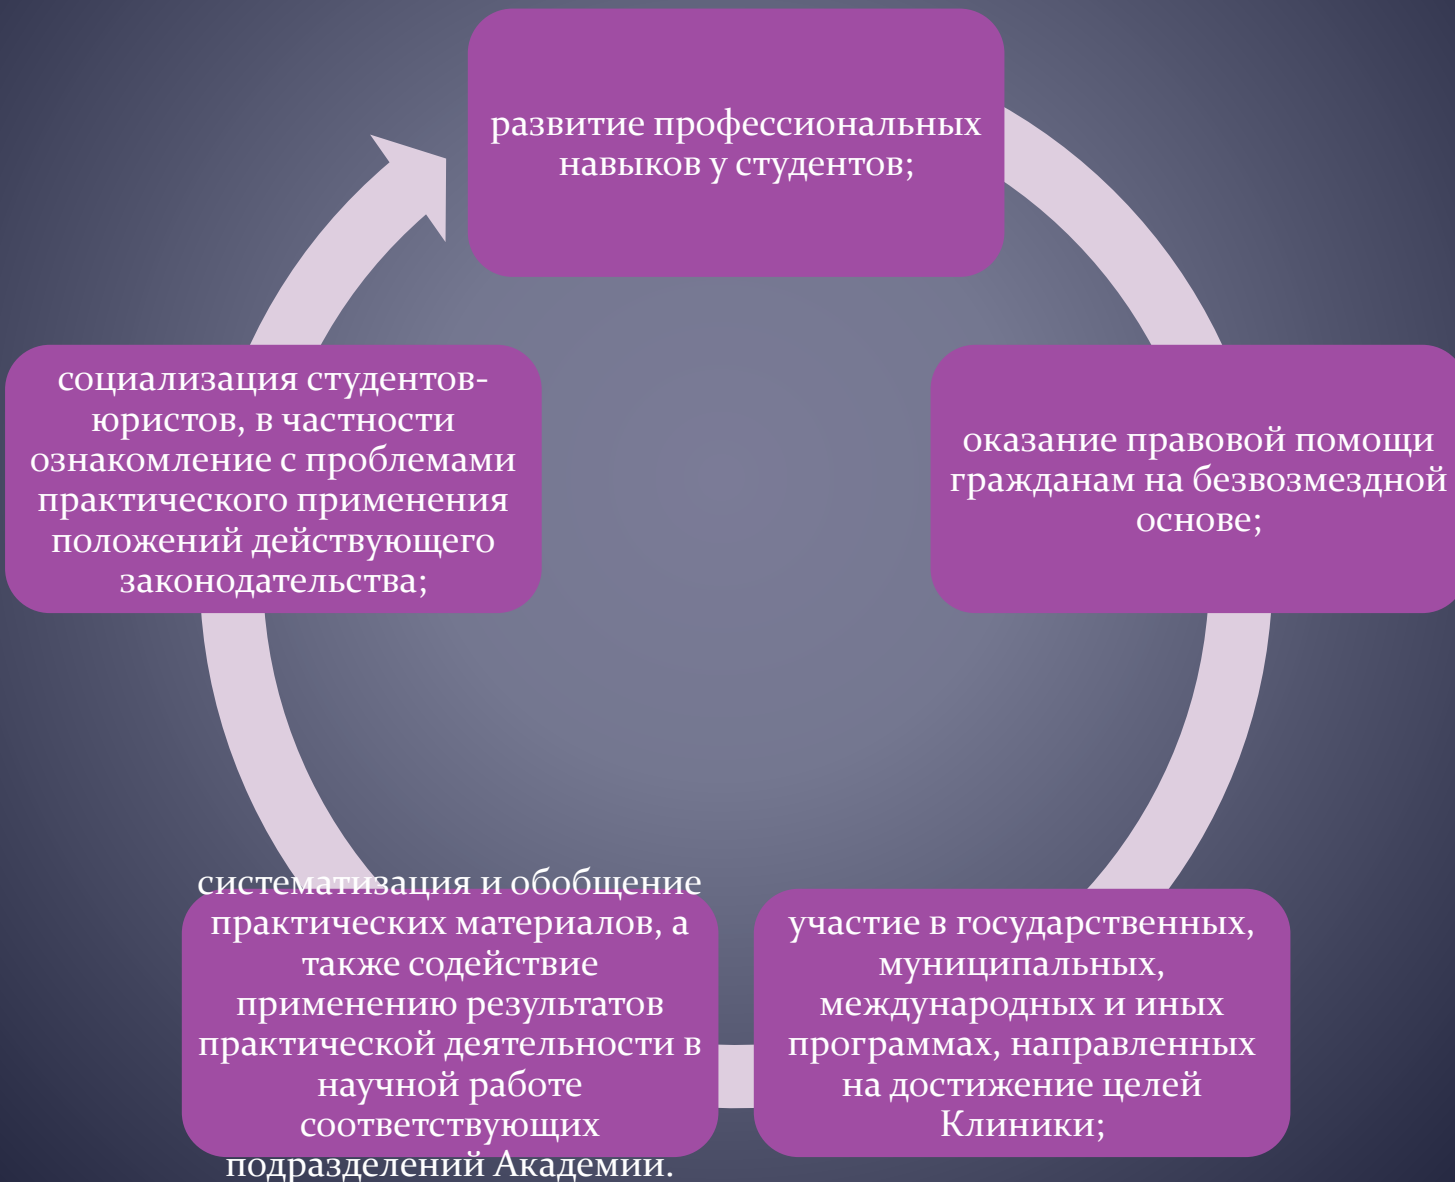 развитие профессиональных
навыков у студентов;
оказание правовой помощи
гражданам на безвозмездной
основе;
участие в государственных,
муниципальных,
международных и иных
программах, направленных
на достижение целей
Клиники;
систематизация и обобщение
практических материалов, а
также содействие
применению результатов
практической деятельности в
научной работе
соответствующих
подразделений Академии.
социализация студентов-
юристов, в частности
ознакомление с проблемами
практического применения
положений действующего
законодательства;